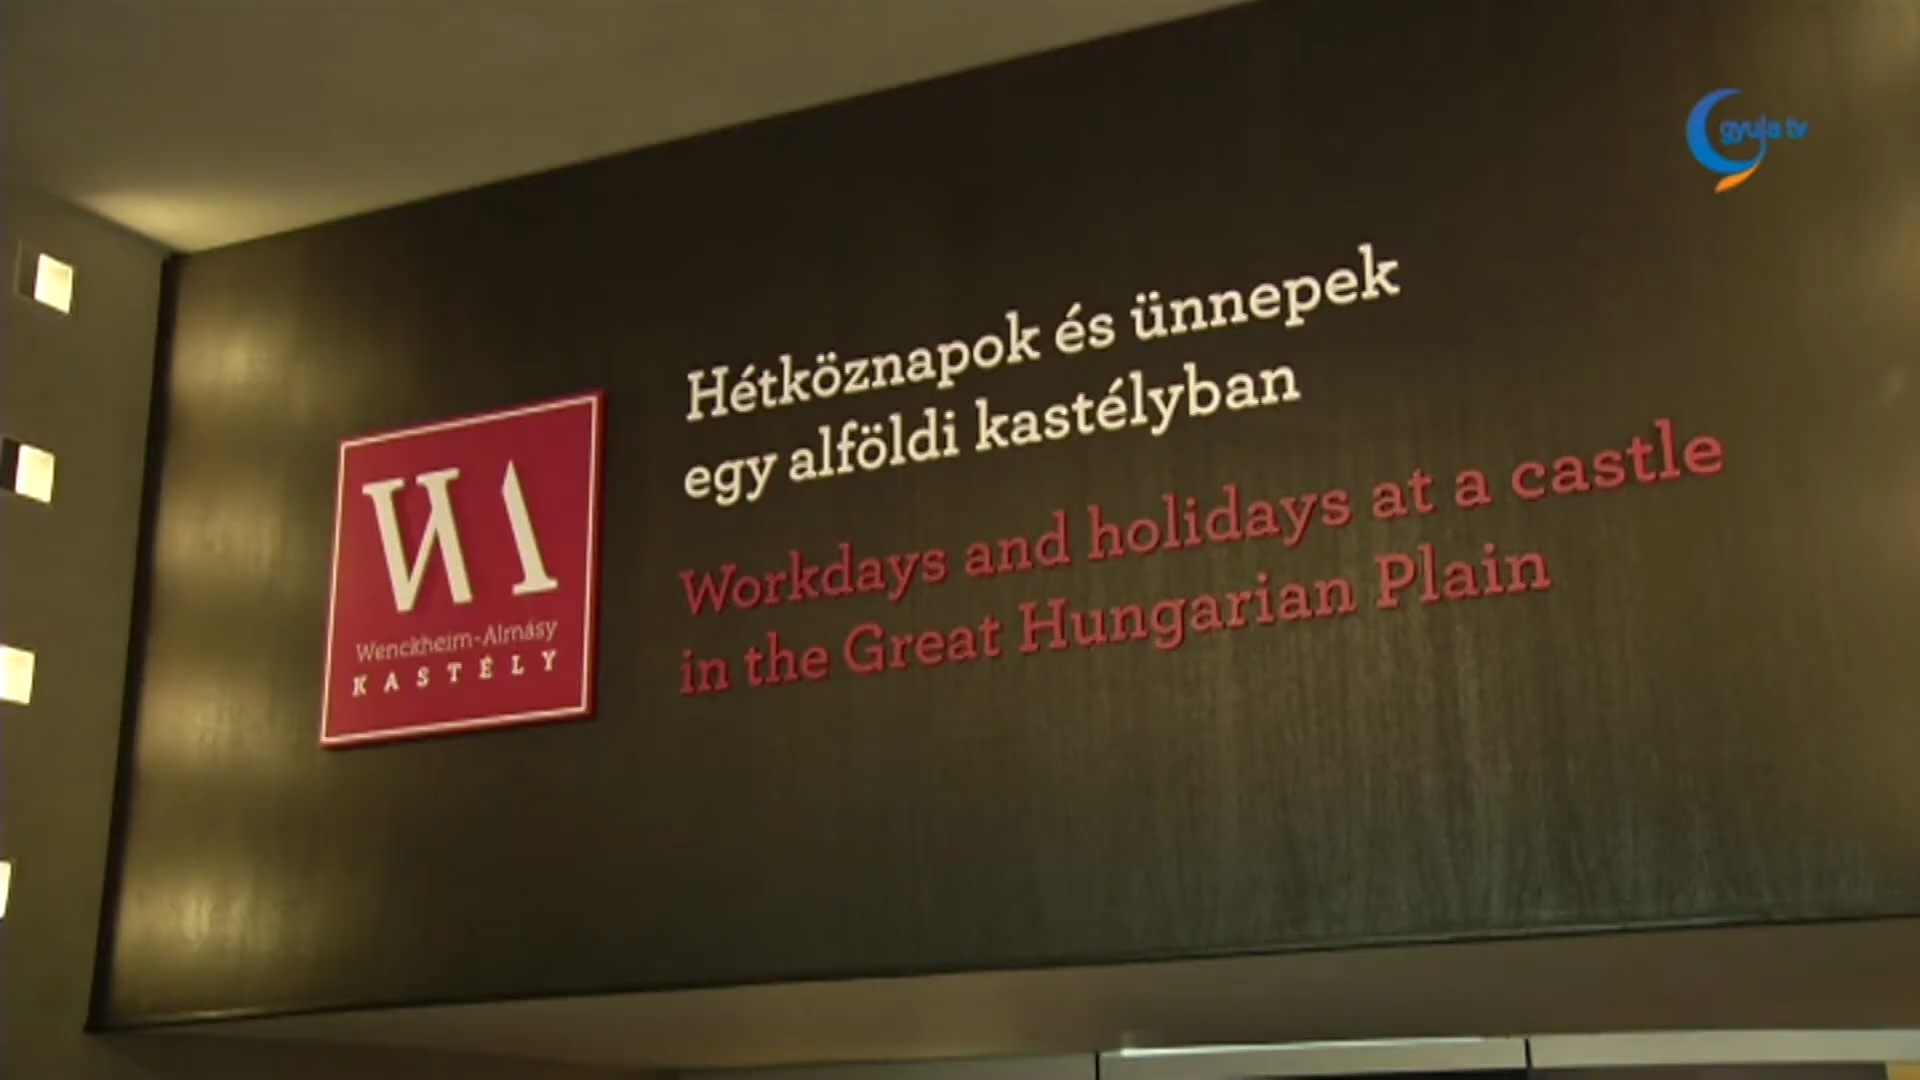 gyula tv
Hétköznapok és ünnepek
egy alföldi kastélyban
Workdays and holidays at a castle
in the Great Hungarian Plain
WA
Wenckheim-Almásy
KASTÉLY